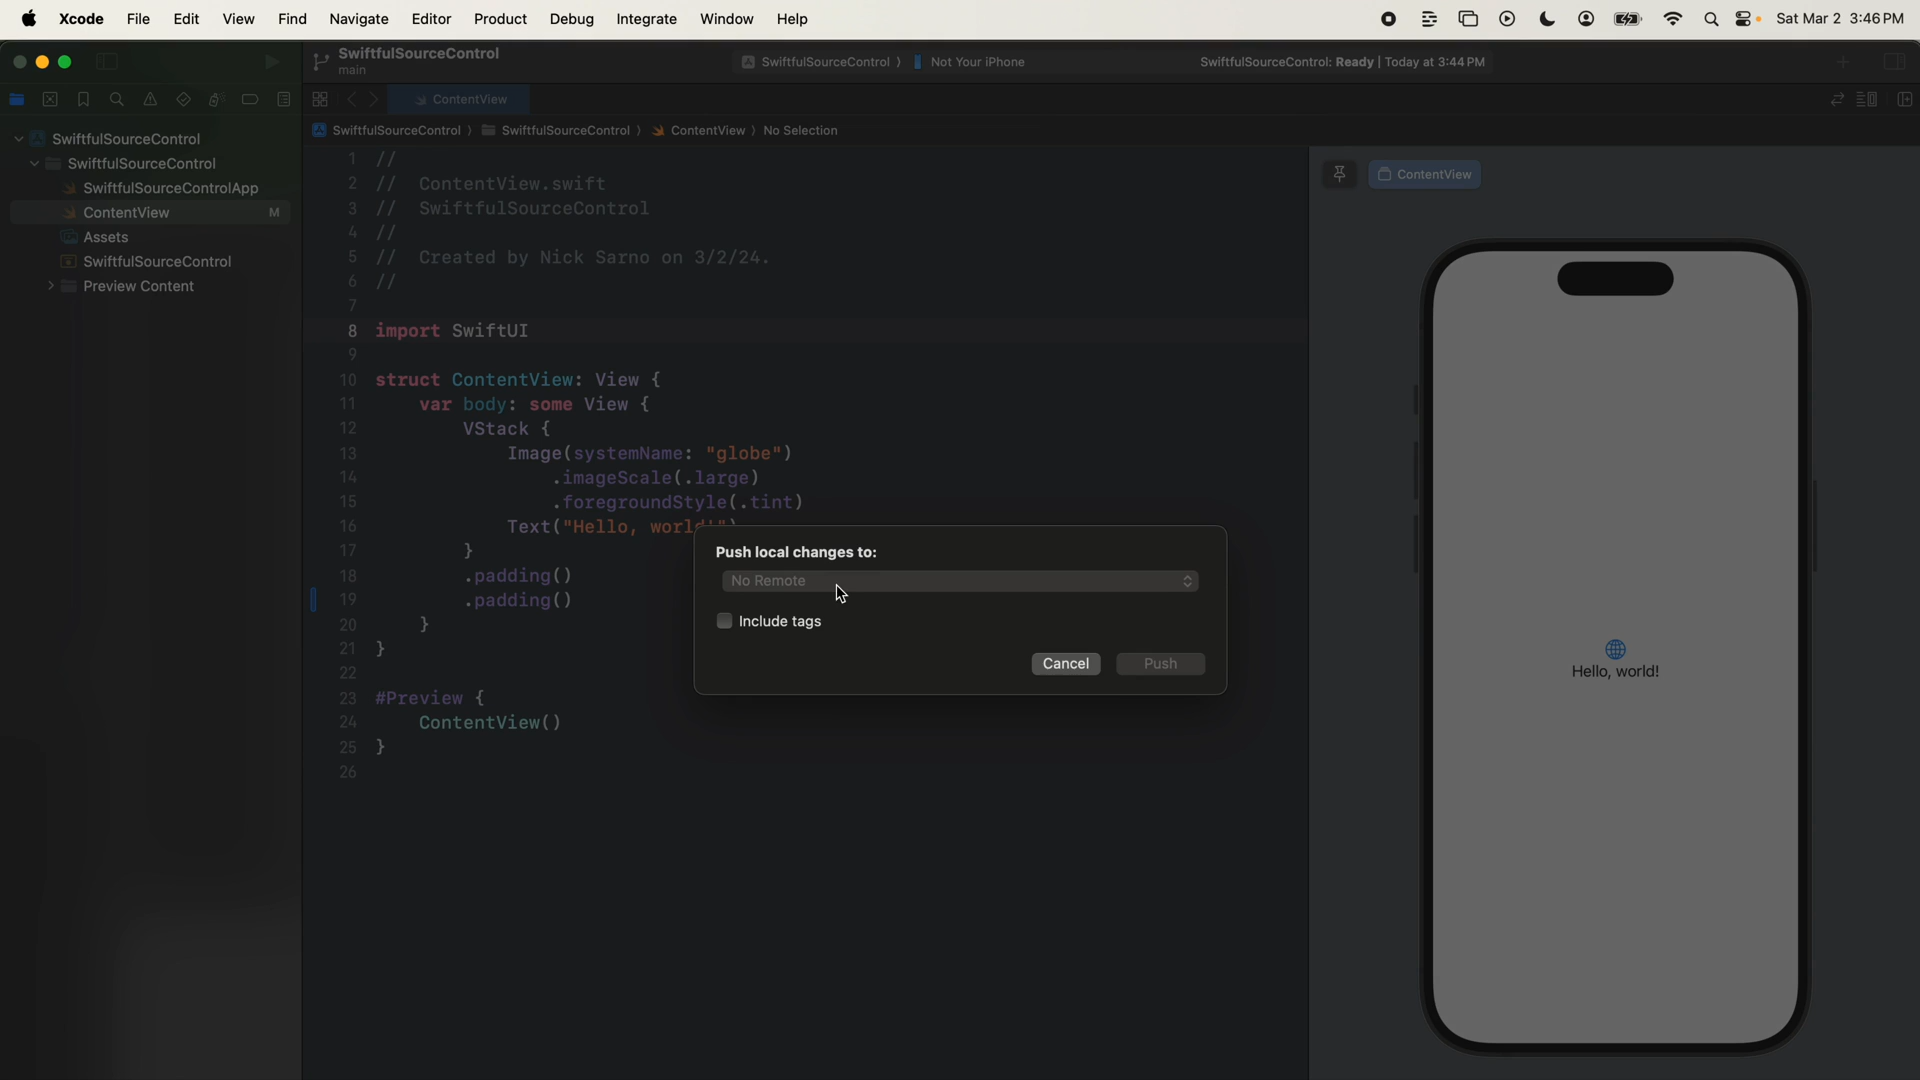 Xcode File Edit View Find Navigate Editor Product Debug Integrate Window Help
Sat Mar 2 3:46 PM
SwiftfulSourceControl
main
SwiftfulSourceControl ⟩ Not Your iPhone
SwiftfulSourceControl: Ready | Today at 3:44 PM
ContentView
SwiftfulSourceControl ⟩ SwiftfulSourceControl ⟩ ContentView ⟩ No Selection
SwiftfulSourceControl
SwiftfulSourceControl
SwiftfulSourceControlApp
ContentView M
Assets
SwiftfulSourceControl
Preview Content
1 //
2 // ContentView.swift
3 // SwiftfulSourceControl
4 //
5 // Created by Nick Sarno on 3/2/24.
6 //
7
8 import SwiftUI
9
10 struct ContentView: View {
11 var body: some View {
12 VStack {
13 Image(systemName: "globe")
14 .imageScale(.large)
15 .foregroundStyle(.tint)
16 Text("Hello, world!")
17 }
18 .padding()
19 .padding()
20 }
21 }
22
23 #Preview {
24 ContentView()
25 }
26
Push local changes to:
No Remote
Include tags
Cancel Push
ContentView
Hello, world!